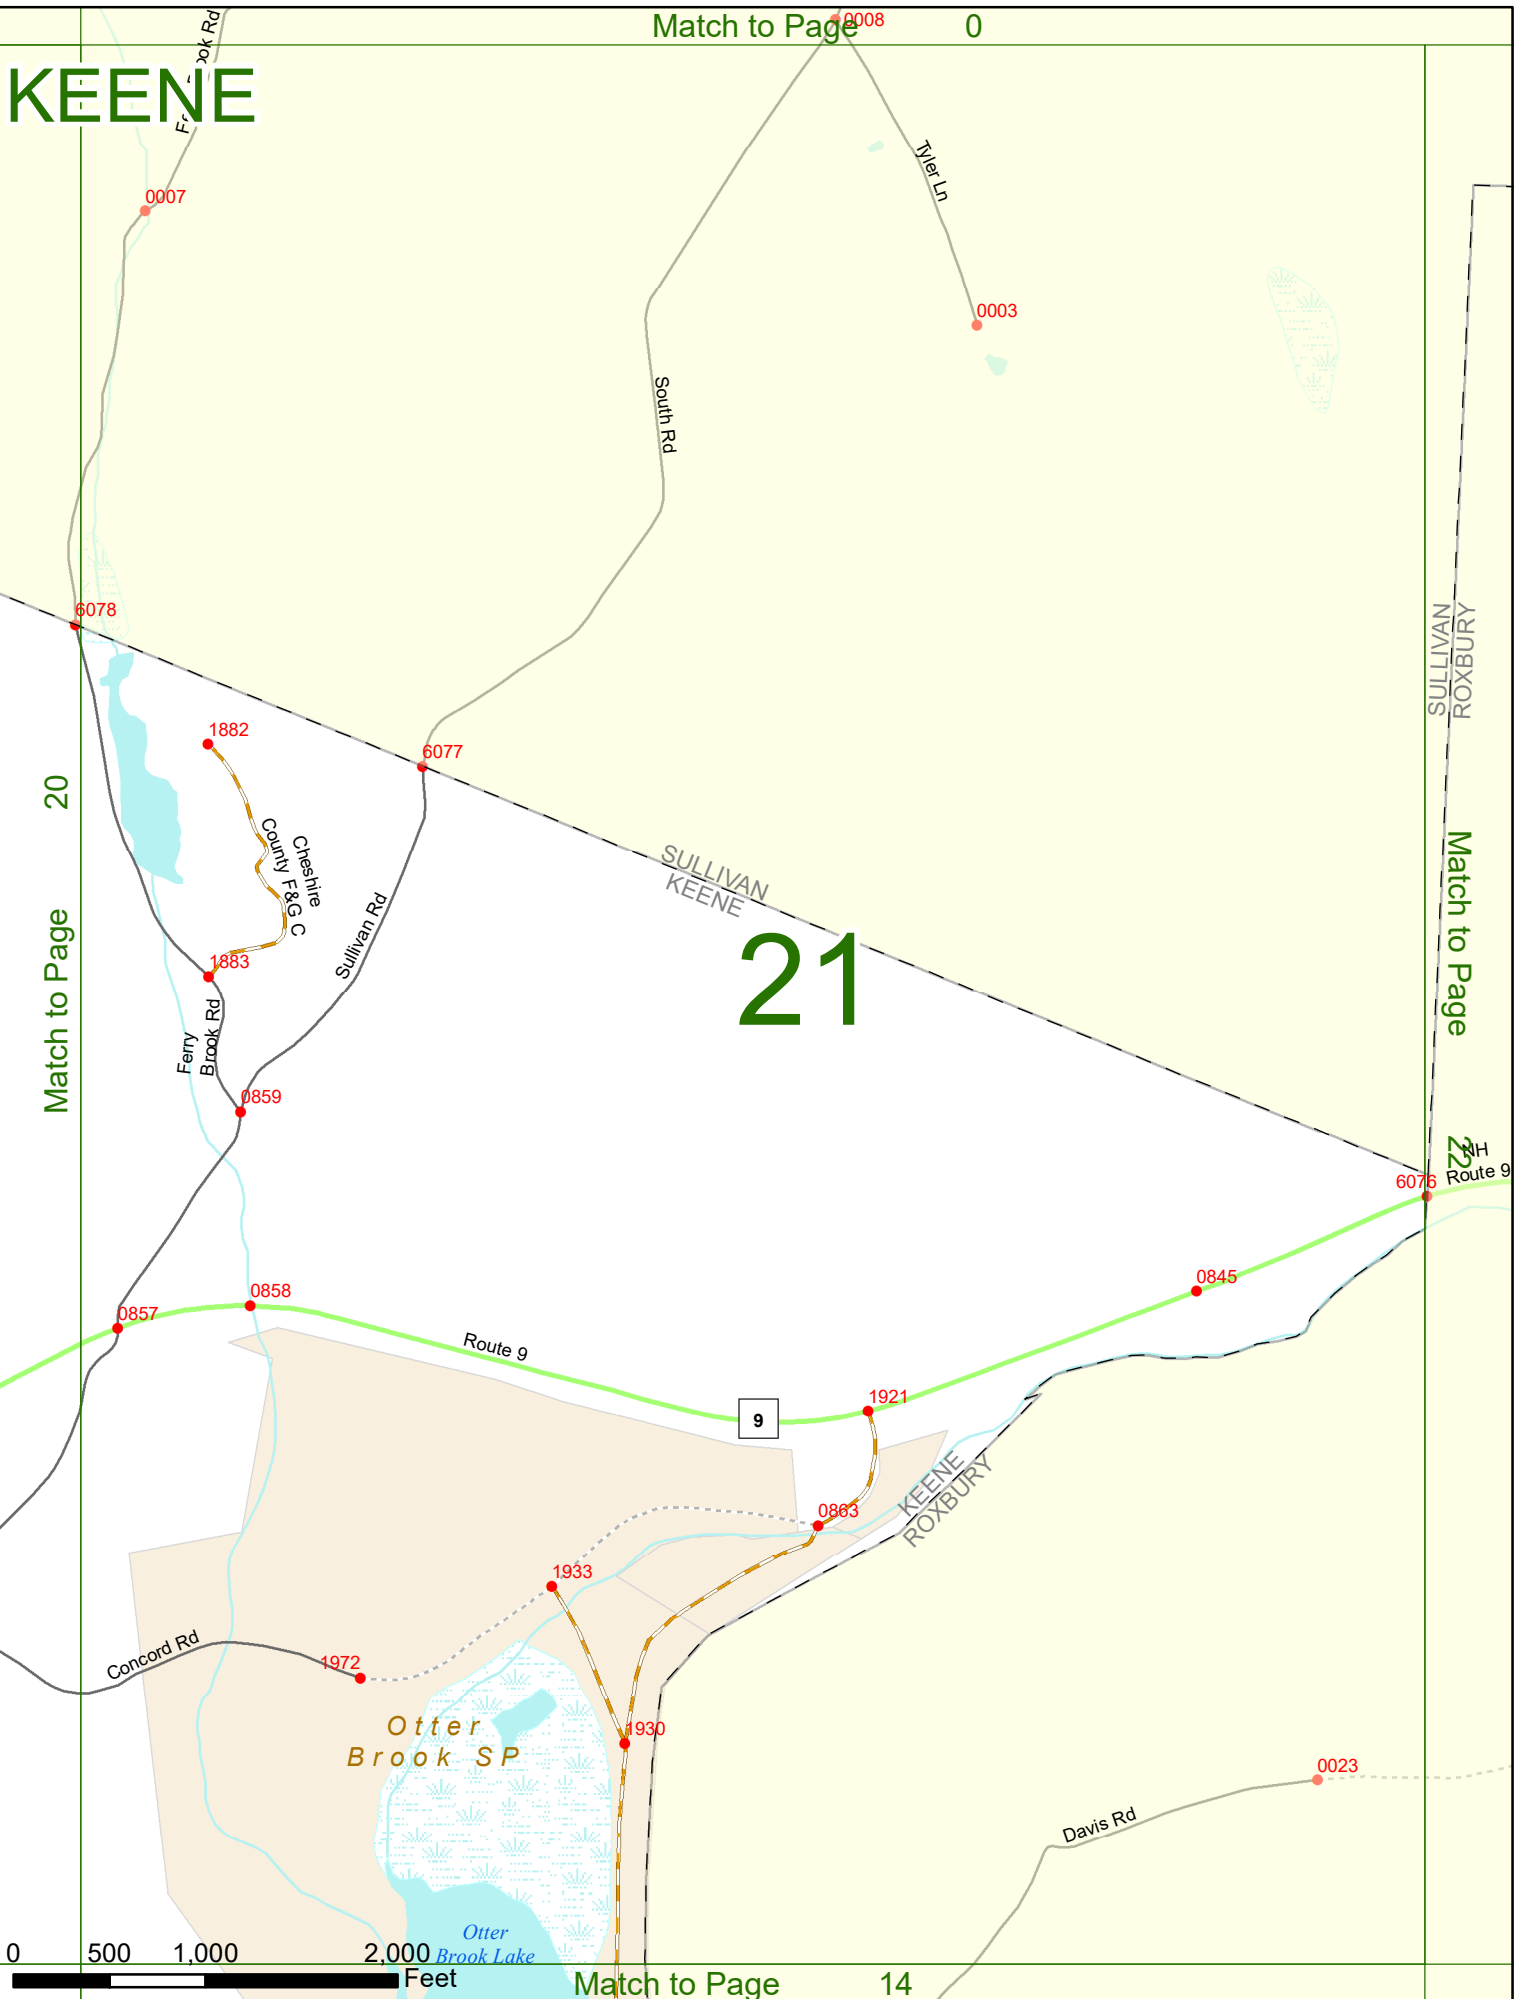 Match to Page 0
0008
KEENE
Brook Rd
0007
Tyler Ln
0003
South Rd
6078
SULLIVAN
ROXBURY
1882
6077
20
Match to Page
Cheshire
County F&G C
SULLIVAN
KEENE
Match to Page
22
Sullivan Rd
21
1883
Ferry
Brook Rd
0859
NH
Route 9
6076
0845
0858
0857
Route 9
9
1921
KEENE
ROXBURY
0863
1933
Concord Rd
1972
Otter
Brook SP
1930
0023
Davis Rd
Otter
Brook Lake
0 500 1,000 2,000
Feet
Match to Page 14